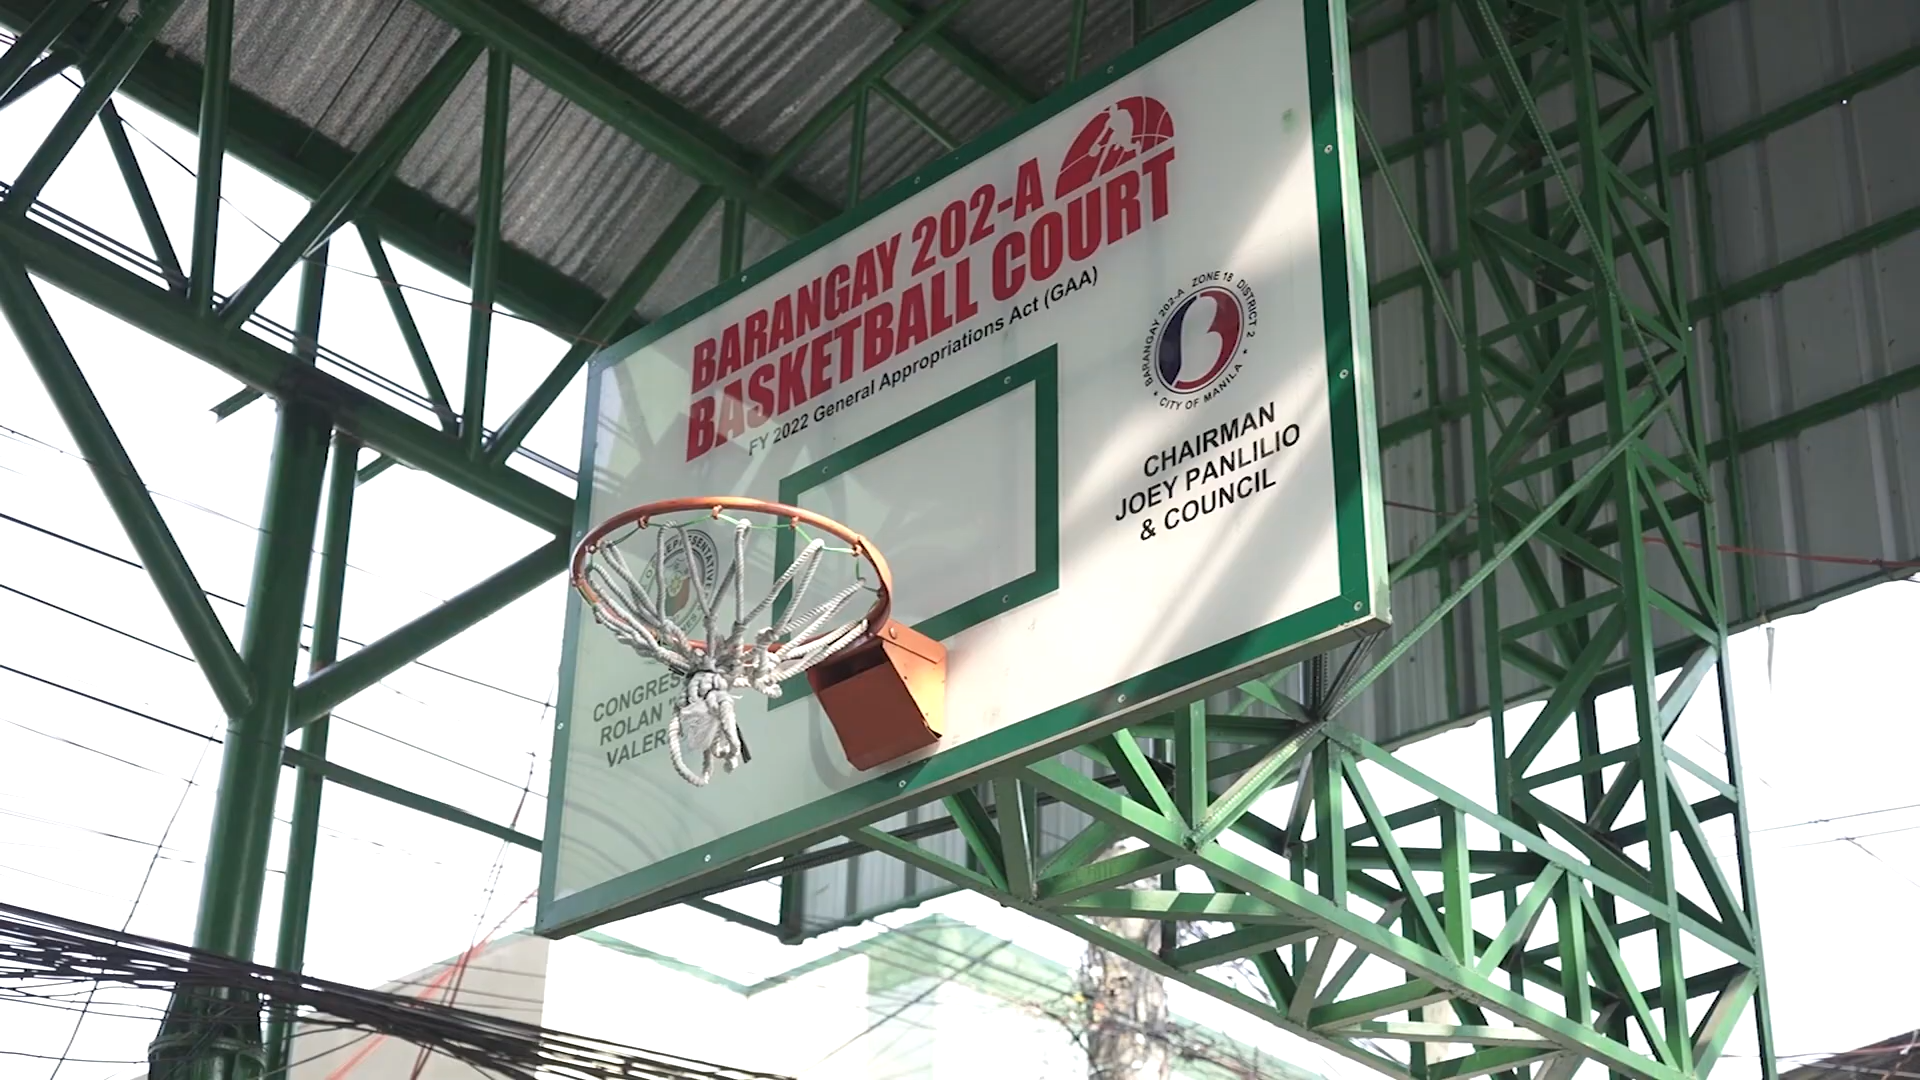 BARANGAY 202-A
BASKETBALL COURT
FY 2022 General Appropriations Act (GAA)
BARANGAY 202-A ZONE 18 DISTRICT 2
CITY OF MANILA
CHAIRMAN
JOEY PANLILIO
& COUNCIL
ROLAN